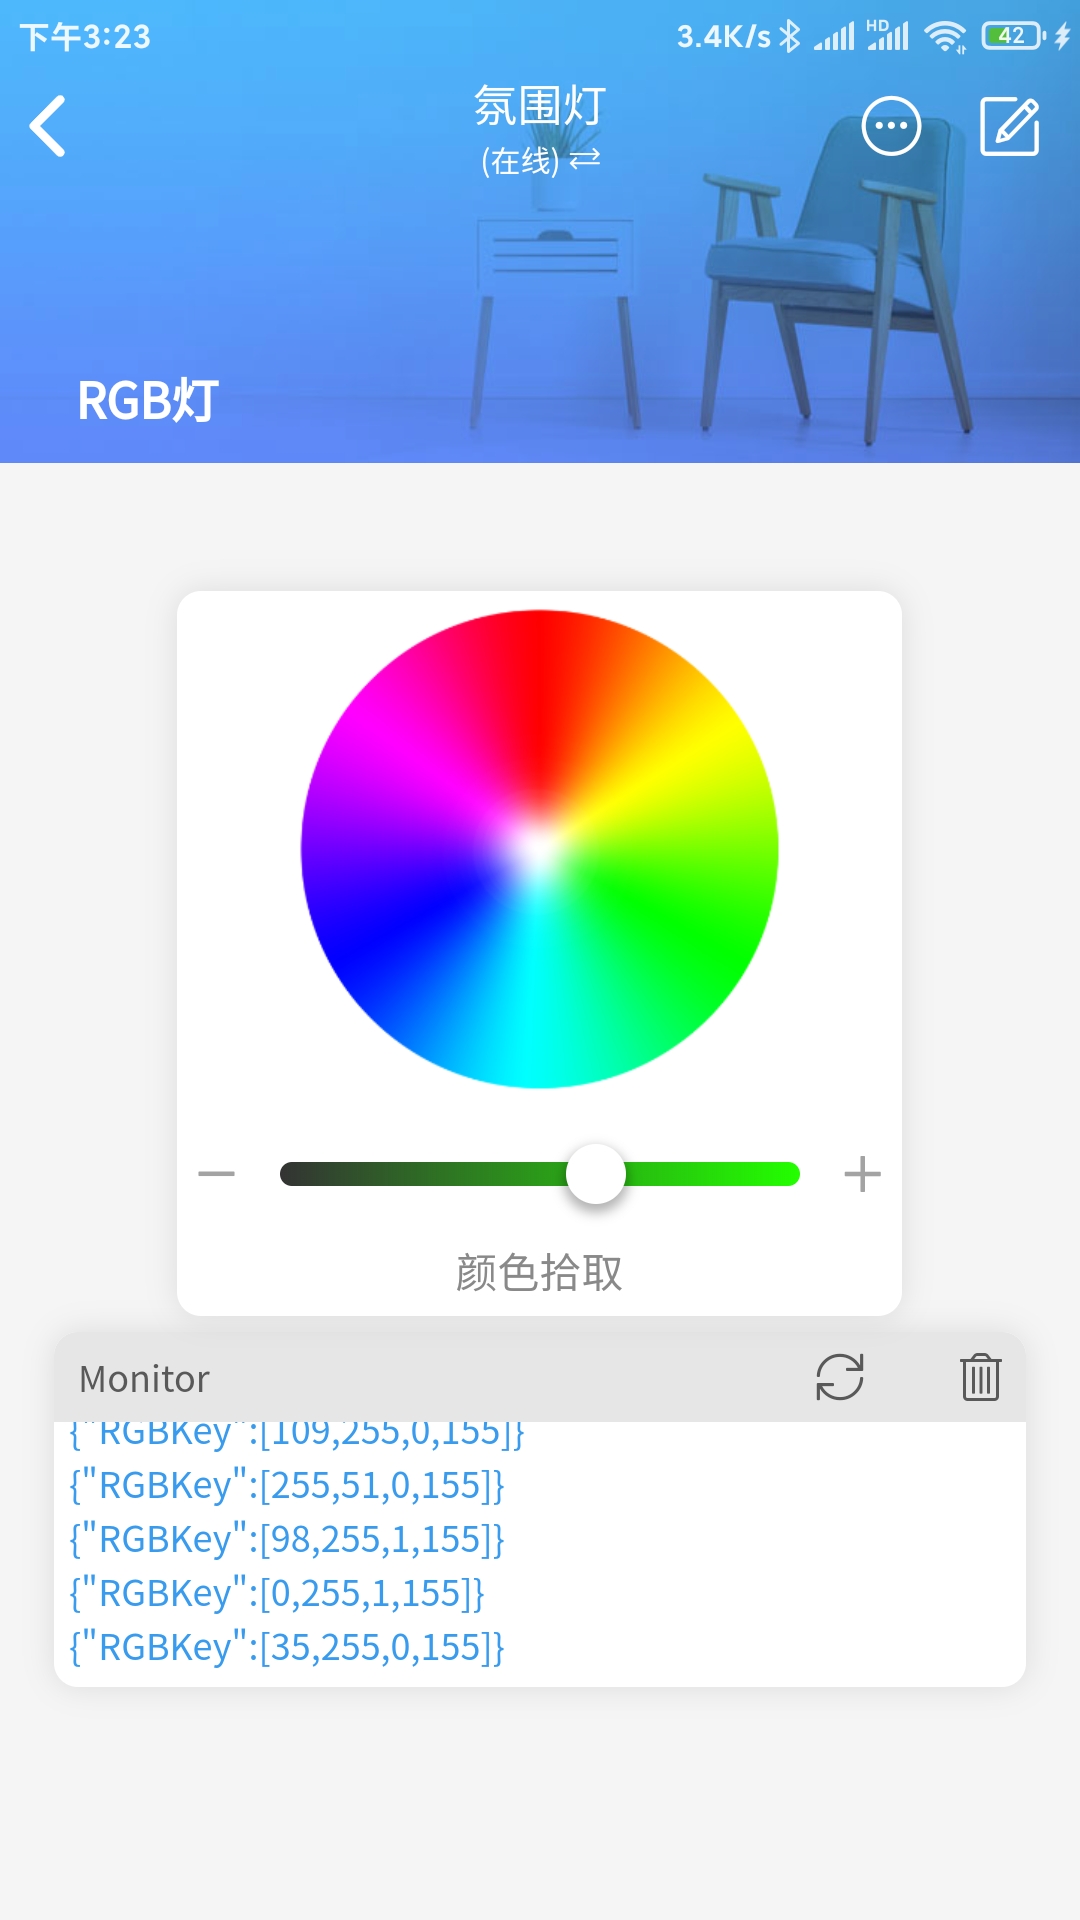 下午3:23
3.4K/s
HD
42
氛围灯
(在线)
RGB灯
颜色拾取
Monitor
{"RGBKey":[109,255,0,155]}
{"RGBKey":[255,51,0,155]}
{"RGBKey":[98,255,1,155]}
{"RGBKey":[0,255,1,155]}
{"RGBKey":[35,255,0,155]}